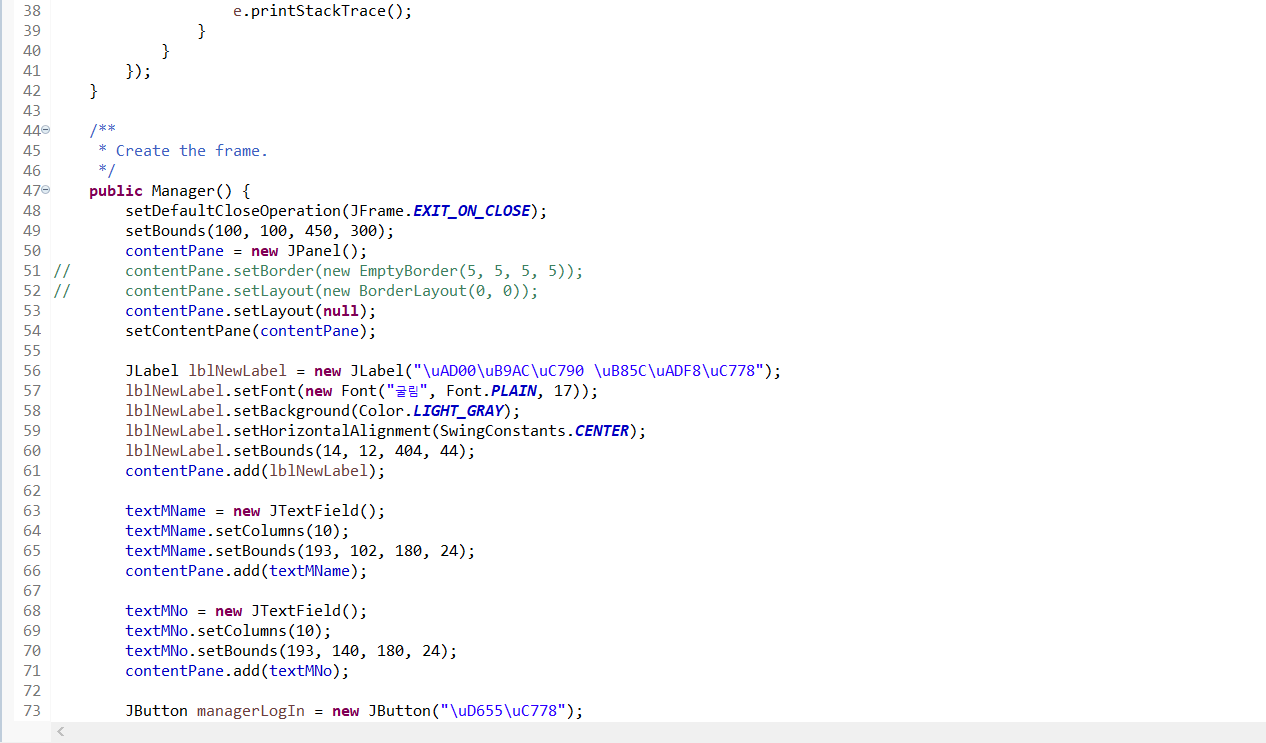 38 e.printStackTrace();
39 }
40 }
41 });
42 }
43
44 /**
45 * Create the frame.
46 */
47 public Manager() {
48 setDefaultCloseOperation(JFrame.EXIT_ON_CLOSE);
49 setBounds(100, 100, 450, 300);
50 contentPane = new JPanel();
51 // contentPane.setBorder(new EmptyBorder(5, 5, 5, 5));
52 // contentPane.setLayout(new BorderLayout(0, 0));
53 contentPane.setLayout(null);
54 setContentPane(contentPane);
55
56 JLabel lblNewLabel = new JLabel("\uAD00\uB9AC\uC790 \uB85C\uADF8\uC778");
57 lblNewLabel.setFont(new Font("굴림", Font.PLAIN, 17));
58 lblNewLabel.setBackground(Color.LIGHT_GRAY);
59 lblNewLabel.setHorizontalAlignment(SwingConstants.CENTER);
60 lblNewLabel.setBounds(14, 12, 404, 44);
61 contentPane.add(lblNewLabel);
62
63 textMName = new JTextField();
64 textMName.setColumns(10);
65 textMName.setBounds(193, 102, 180, 24);
66 contentPane.add(textMName);
67
68 textMNo = new JTextField();
69 textMNo.setColumns(10);
70 textMNo.setBounds(193, 140, 180, 24);
71 contentPane.add(textMNo);
72
73 JButton managerLogIn = new JButton("\uD655\uC778");